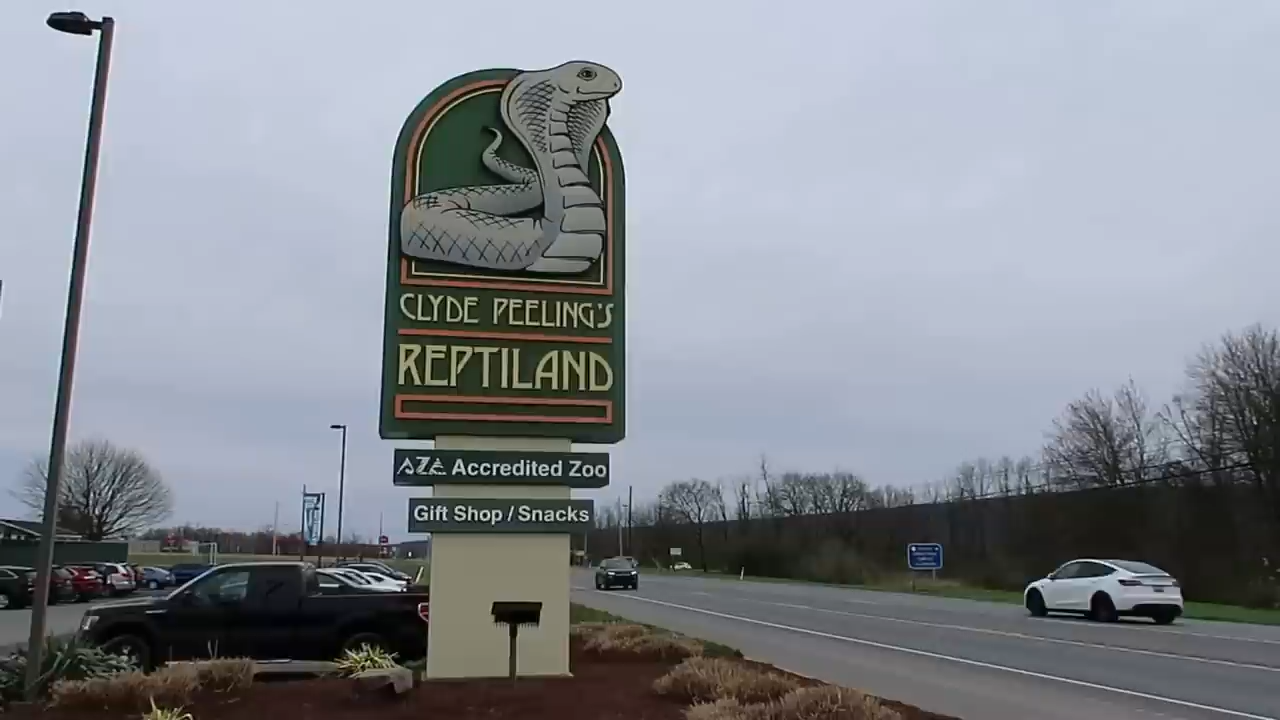 CLYDE PEELING'S
REPTILAND
AZA Accredited Zoo
Gift Shop / Snacks